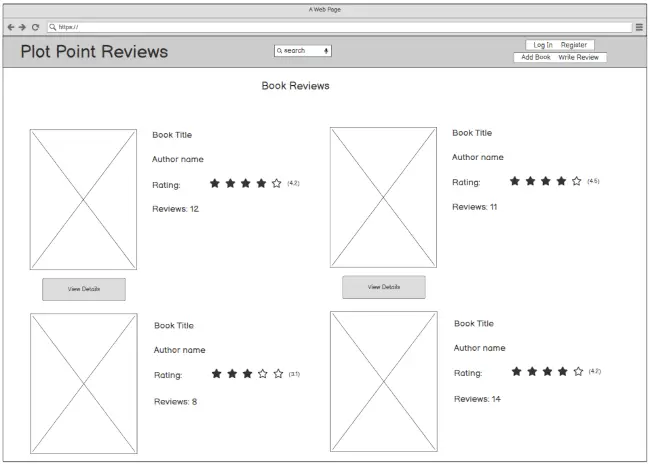 A Web Page
https://
Plot Point Reviews
search
Log In Register
Add Book Write Review
Book Reviews
Book Title
Author name
Rating: (4.2)
Reviews: 12
View Details
Book Title
Author name
Rating: (4.5)
Reviews: 11
View Details
Book Title
Author name
Rating: (3.1)
Reviews: 8
Book Title
Author name
Rating: (4.2)
Reviews: 14